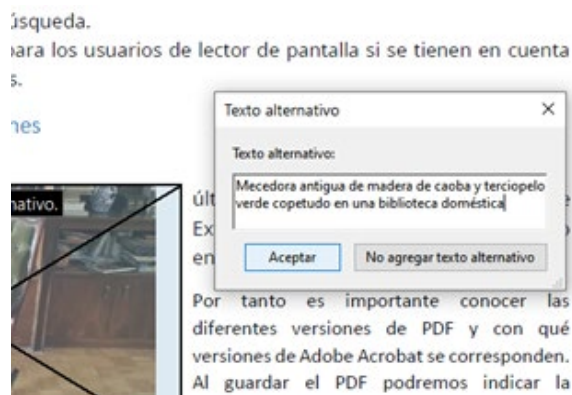 úsqueda.
para los usuarios de lector de pantalla si se tienen en cuenta
s.
nes
Texto alternativo
Texto alternativo:
Mecedora antigua de madera de caoba y terciopelo
verde copetudo en una biblioteca doméstica
Aceptar
No agregar texto alternativo
nativo.
últ
Ex
en
Por tanto es importante conocer las
diferentes versiones de PDF y con qué
versiones de Adobe Acrobat se corresponden.
Al guardar el PDF podremos indicar la